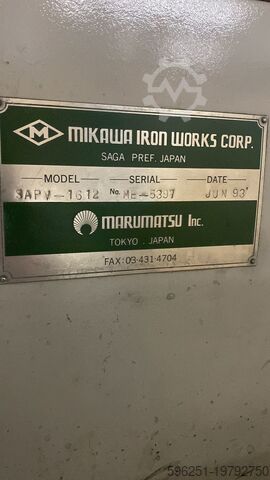 M MIKAWA IRON WORKS CORP.
SAGA PREF. JAPAN
MODEL SERIAL DATE
SAPV-1612 No. ME-5397 JUN 93'
MARUMATSU Inc.
TOKYO . JAPAN
FAX:03-431-4704
596251-19792750